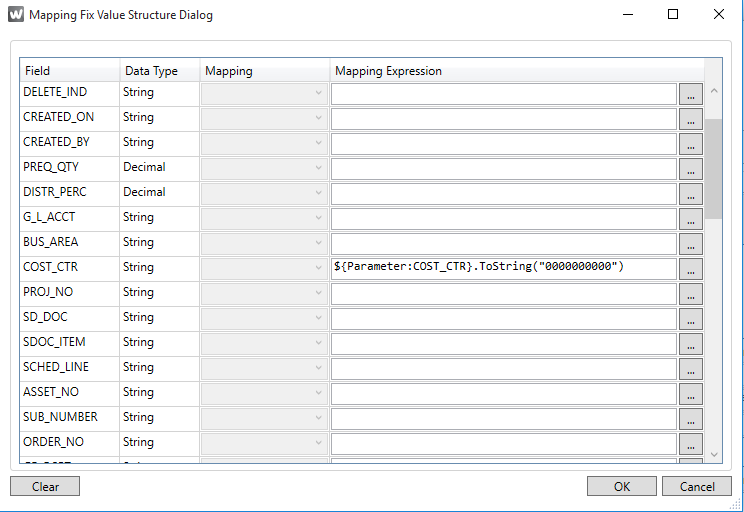 W Mapping Fix Value Structure Dialog
Field Data Type Mapping Mapping Expression
DELETE_IND String ...
CREATED_ON String ...
CREATED_BY String ...
PREQ_QTY Decimal ...
DISTR_PERC Decimal ...
G_L_ACCT String ...
BUS_AREA String ...
COST_CTR String ${Parameter:COST_CTR}.ToString("0000000000") ...
PROJ_NO String ...
SD_DOC String ...
SDOC_ITEM String ...
SCHED_LINE String ...
ASSET_NO String ...
SUB_NUMBER String ...
ORDER_NO String ...
Clear OK Cancel